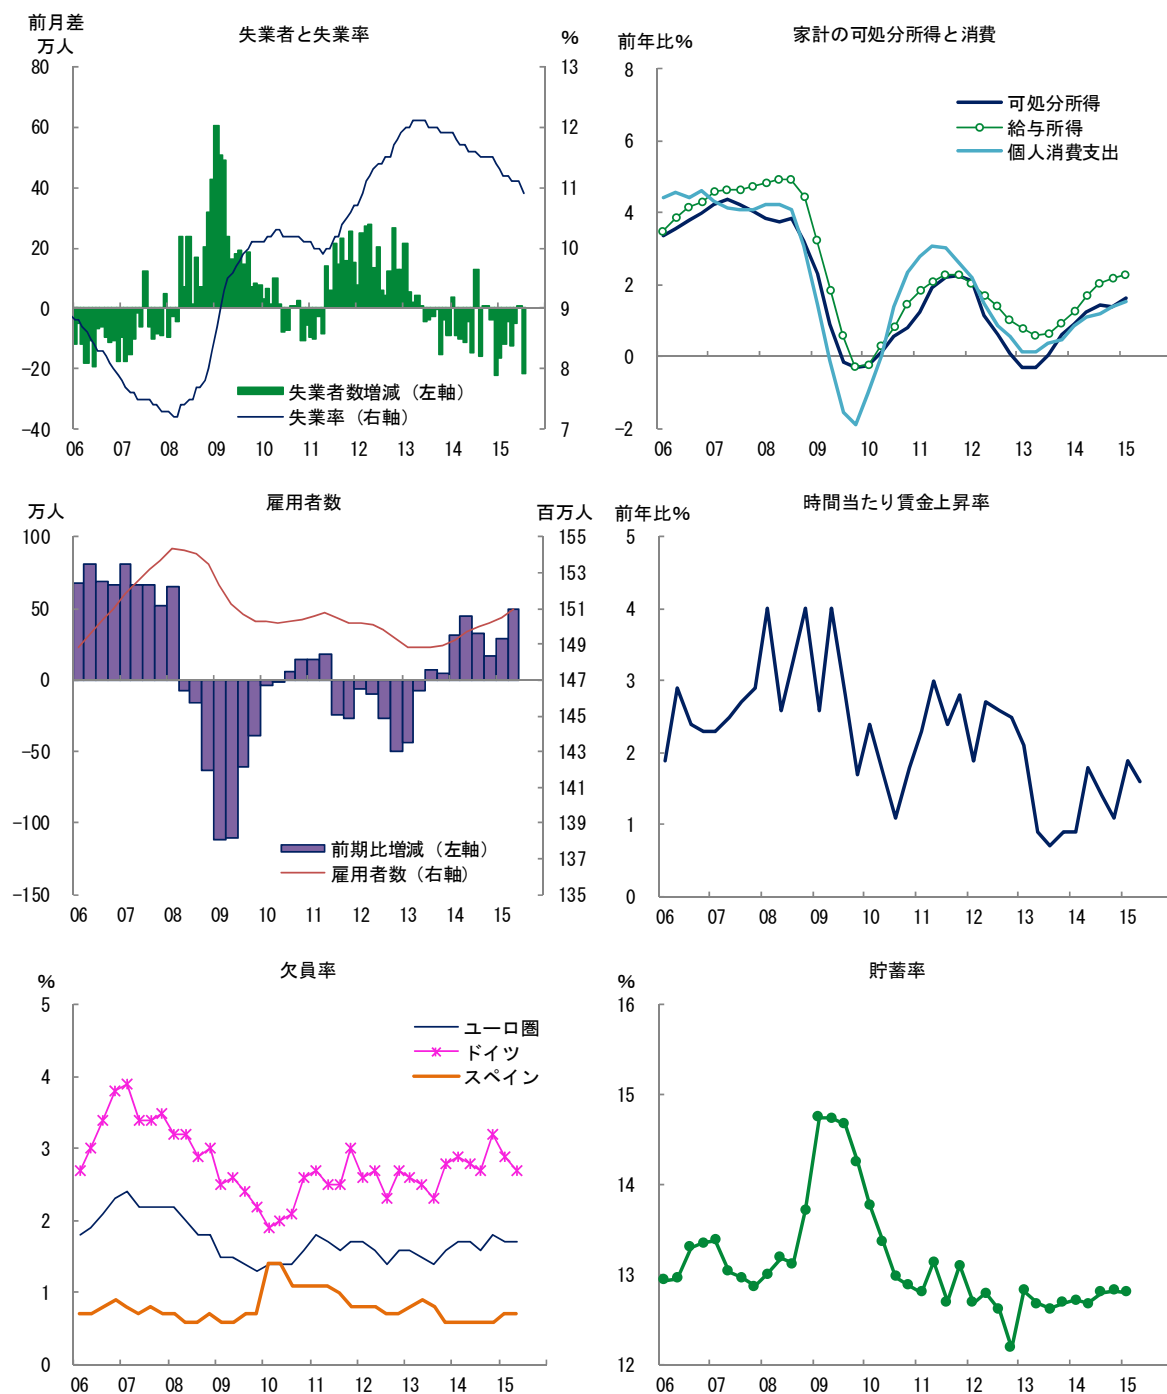 失業者と失業率
前月差
万人
%
80
60
40
20
0
−20
−40
13
12
11
10
9
8
7
失業者数増減（左軸）
失業率（右軸）
06 07 08 09 10 11 12 13 14 15
家計の可処分所得と消費
前年比%
8
6
4
2
0
−2
可処分所得
給与所得
個人消費支出
06 07 08 09 10 11 12 13 14 15
雇用者数
万人
百万人
100
50
0
−50
−100
−150
155
153
151
149
147
145
143
141
139
137
135
前期比増減（左軸）
雇用者数（右軸）
06 07 08 09 10 11 12 13 14 15
時間当たり賃金上昇率
前年比%
5
4
3
2
1
0
06 07 08 09 10 11 12 13 14 15
欠員率
%
5
4
3
2
1
0
ユーロ圏
ドイツ
スペイン
06 07 08 09 10 11 12 13 14 15
貯蓄率
%
16
15
14
13
12
06 07 08 09 10 11 12 13 14 15